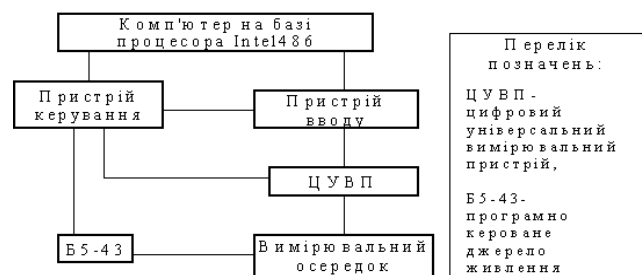 Комп'ютер на базі
процесора Intel486
Пристрій
керування
Пристрій
вводу
ЦУВП
Б5-43
Вимірювальний
осередок
Перелік
позначень:
ЦУВП-
цифровий
універсальний
вимірювальний
пристрій,
Б5-43-
програмно
кероване
джерело
живлення